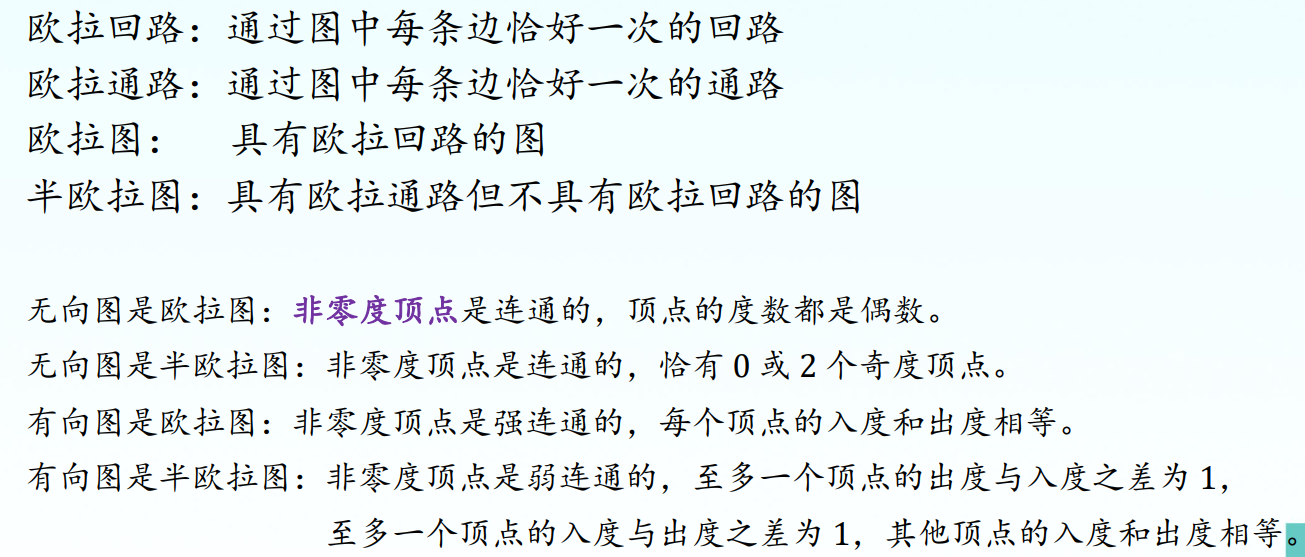 欧拉回路：通过图中每条边恰好一次的回路
欧拉通路：通过图中每条边恰好一次的通路
欧拉图： 具有欧拉回路的图
半欧拉图：具有欧拉通路但不具有欧拉回路的图
无向图是欧拉图：非零度顶点是连通的，顶点的度数都是偶数。
无向图是半欧拉图：非零度顶点是连通的，恰有 0 或 2 个奇度顶点。
有向图是欧拉图：非零度顶点是强连通的，每个顶点的入度和出度相等。
有向图是半欧拉图：非零度顶点是弱连通的，至多一个顶点的出度与入度之差为 1，
至多一个顶点的入度与出度之差为 1，其他顶点的入度和出度相等。